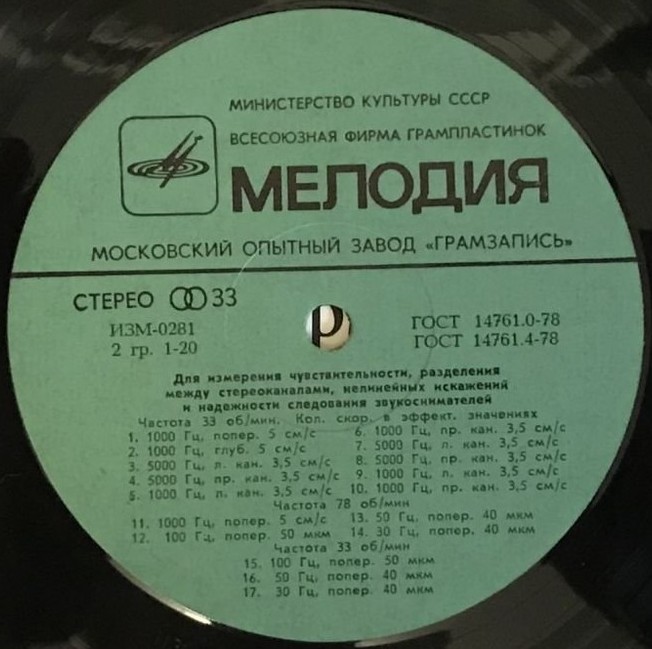 МИНИСТЕРСТВО КУЛЬТУРЫ СССР
ВСЕСОЮЗНАЯ ФИРМА ГРАМПЛАСТИНОК
МЕЛОДИЯ
МОСКОВСКИЙ ОПЫТНЫЙ ЗАВОД «ГРАМЗАПИСЬ»
СТЕРЕО 33
ИЗМ-0281
2 гр. 1-20
ГОСТ 14761.0-78
ГОСТ 14761.4-78
р
Для измерения чувствительности, разделения
между стереоканалами, нелинейных искажений
и надежности следования звукоснимателей
Частота 33 об/мин. Кол. скор. в эффект. значениях
1. 1000 Гц, попер. 5 см/с
2. 1000 Гц, глуб. 5 см/с
3. 5000 Гц, л. кан. 3,5 см/с
4. 5000 Гц, пр. кан. 3,5 см/с
5. 1000 Гц, л. кан. 3,5 см/с
6. 1000 Гц, пр. кан. 3,5 см/с
7. 5000 Гц, л. кан. 3,5 см/с
8. 5000 Гц, пр. кан. 3,5 см/с
9. 1000 Гц, л. кан. 3,5 см/с
10. 1000 Гц, пр. кан. 3,5 см/с
Частота 78 об/мин
11. 1000 Гц, попер. 5 см/с
12. 100 Гц, попер. 50 мкм
13. 50 Гц, попер. 40 мкм
14. 30 Гц, попер. 40 мкм
Частота 33 об/мин
15. 100 Гц, попер. 50 мкм
16. 50 Гц, попер. 40 мкм
17. 30 Гц, попер. 40 мкм